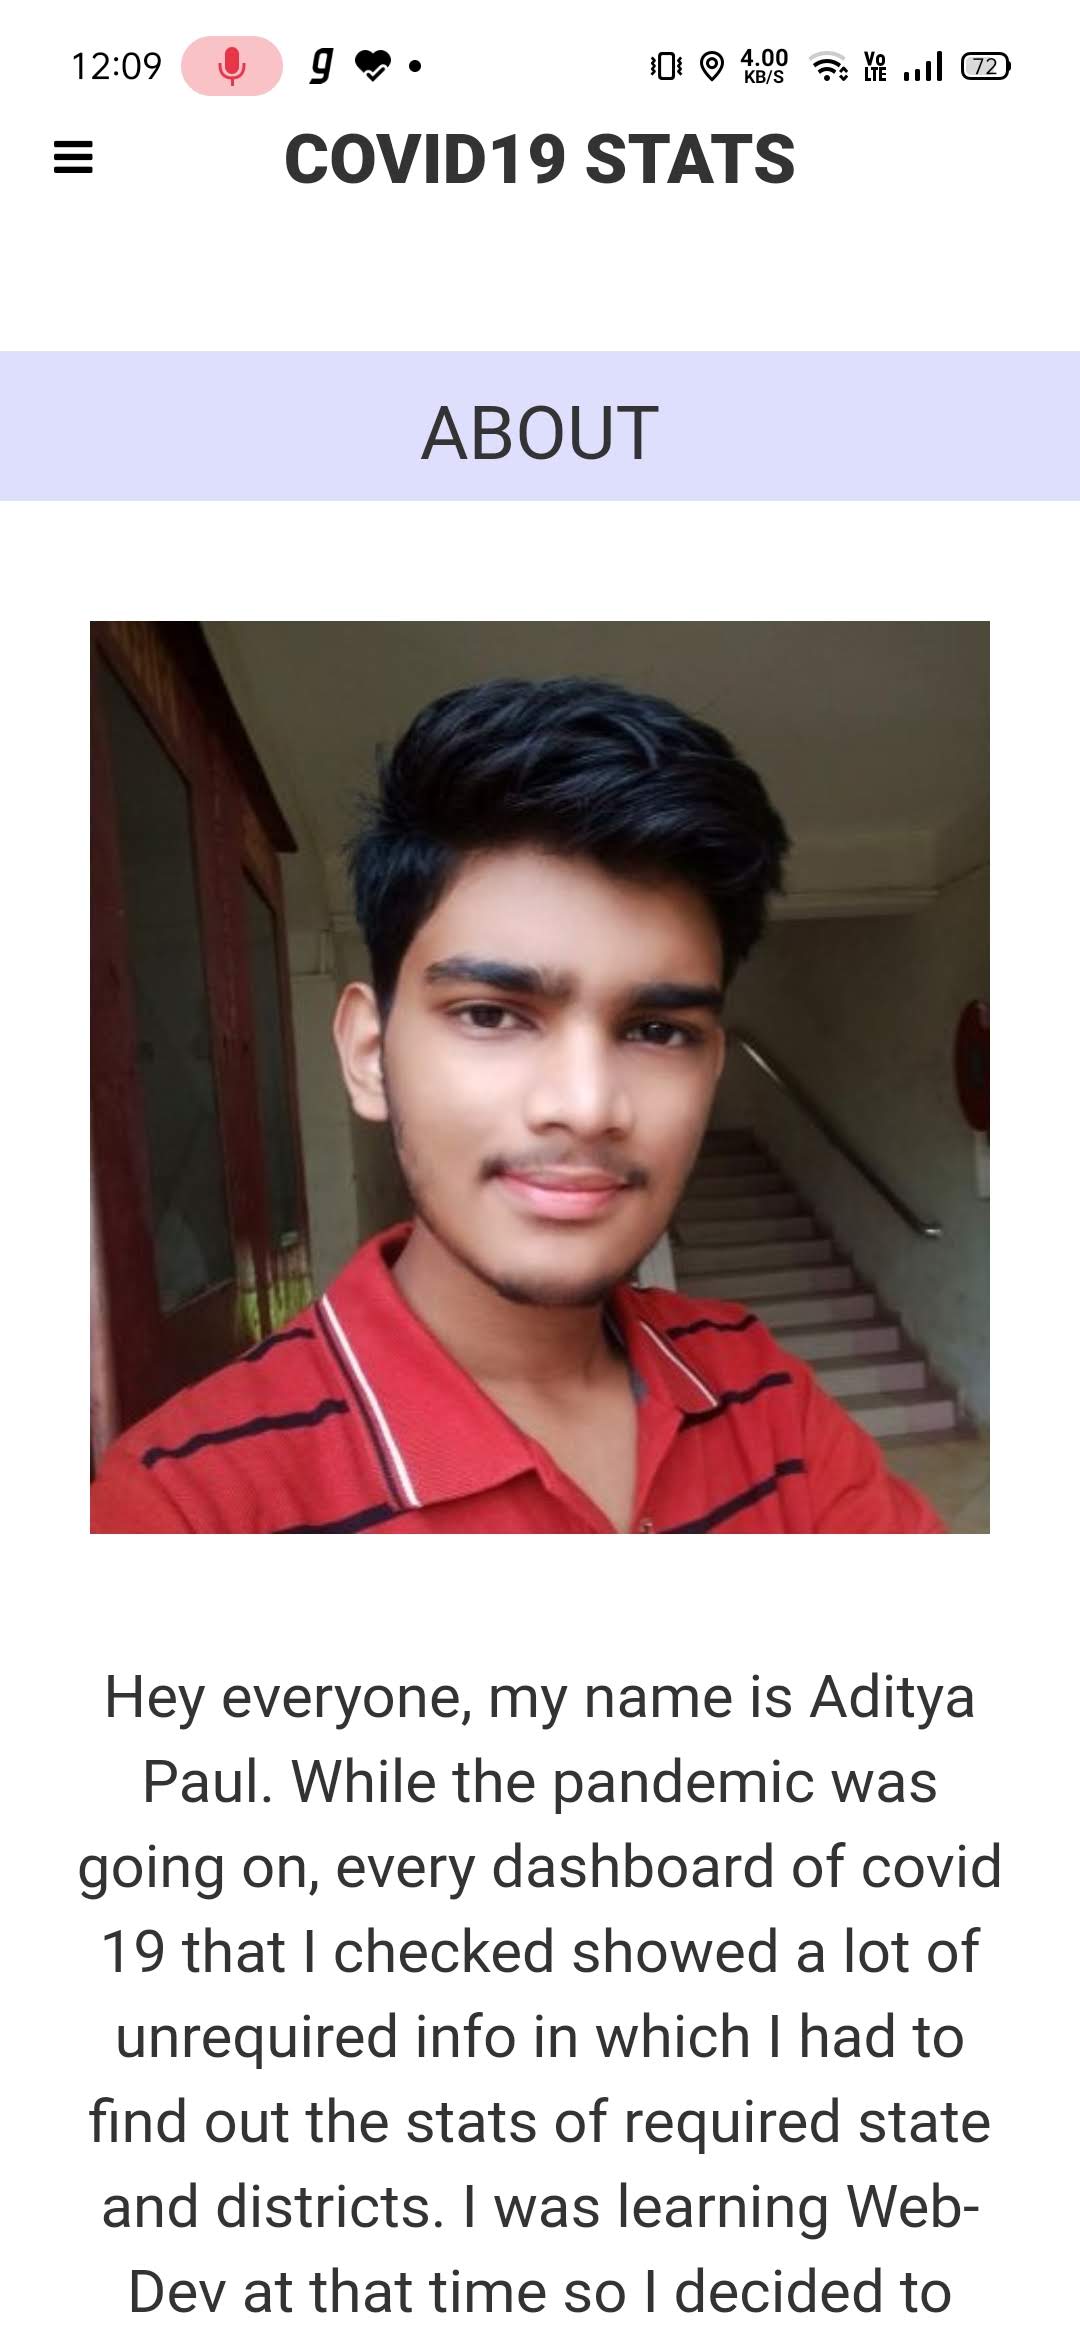 12:09 g 4.00 KB/S Vo LTE 72
COVID19 STATS
ABOUT
Hey everyone, my name is Aditya
Paul. While the pandemic was
going on, every dashboard of covid
19 that I checked showed a lot of
unrequired info in which I had to
find out the stats of required state
and districts. I was learning Web-
Dev at that time so I decided to